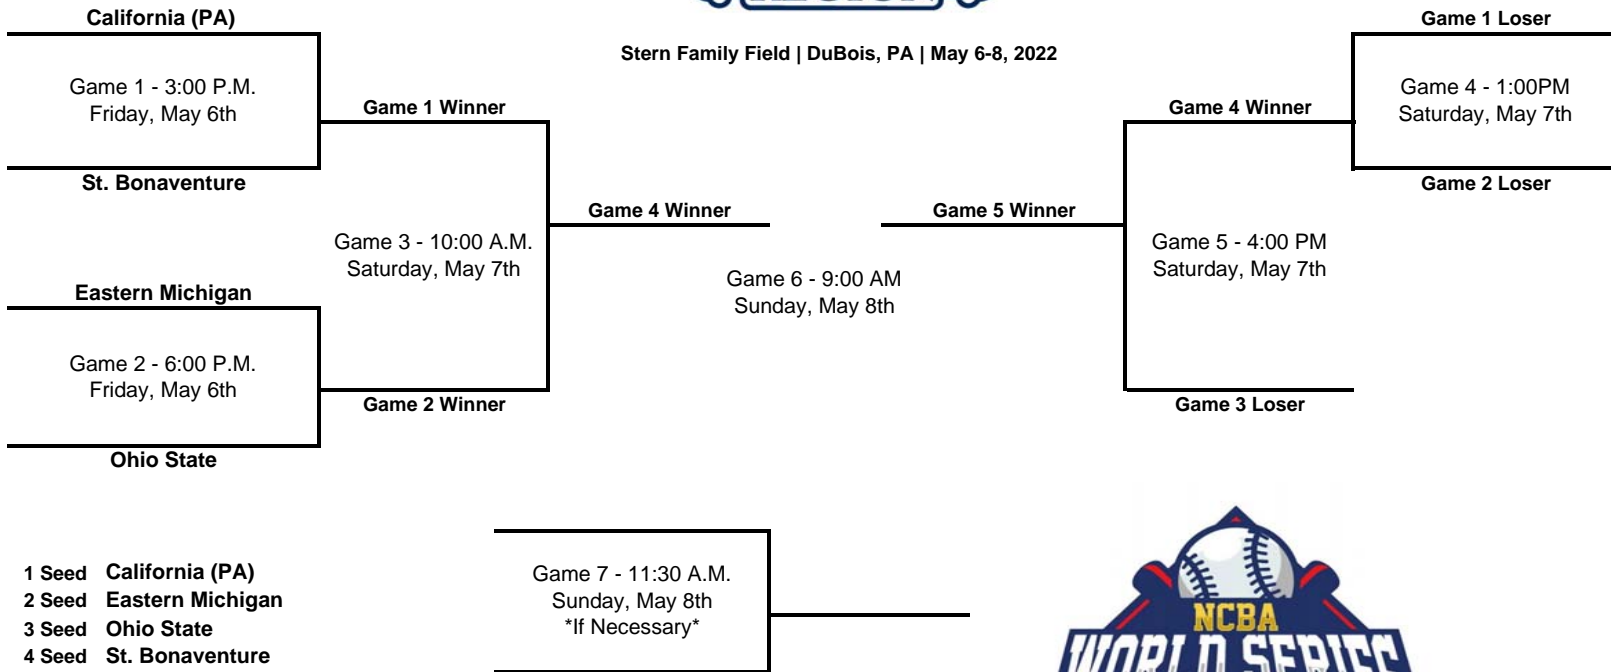 REGION
California (PA)
Game 1 Loser
Stern Family Field | DuBois, PA | May 6-8, 2022
Game 1 - 3:00 P.M.
Friday, May 6th
Game 1 Winner
Game 4 Winner
Game 4 - 1:00PM
Saturday, May 7th
St. Bonaventure
Game 2 Loser
Game 4 Winner
Game 5 Winner
Game 3 - 10:00 A.M.
Saturday, May 7th
Game 5 - 4:00 PM
Saturday, May 7th
Game 6 - 9:00 AM
Sunday, May 8th
Eastern Michigan
Game 2 - 6:00 P.M.
Friday, May 6th
Game 2 Winner
Game 3 Loser
Ohio State
1 Seed California (PA)
2 Seed Eastern Michigan
3 Seed Ohio State
4 Seed St. Bonaventure
Game 7 - 11:30 A.M.
Sunday, May 8th
*If Necessary*
NCBA
WORLD SERIES